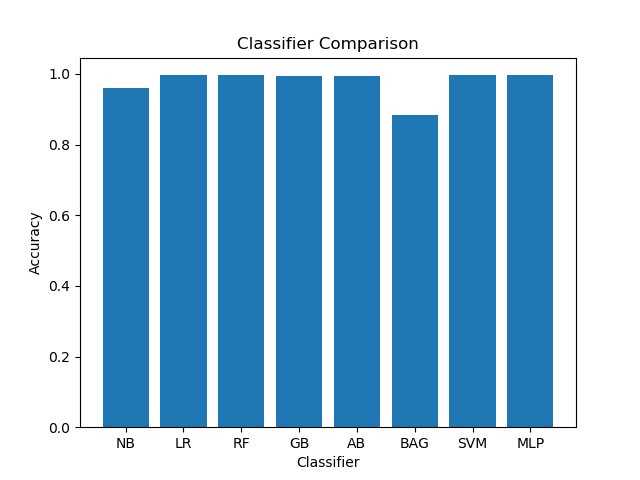 Classifier Comparison
1.0
0.8
0.6
0.4
0.2
0.0
Accuracy
NB LR RF GB AB BAG SVM MLP
Classifier